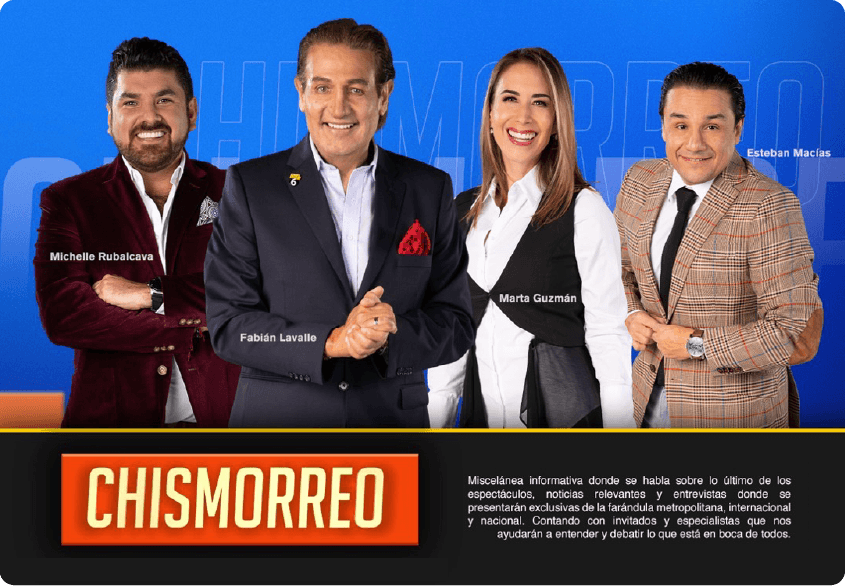 CHISMORREO
Esteban Macías
Michelle Rubalcava
Marta Guzmán
Fabián Lavalle
CHISMORREO
Miscelánea informativa donde se habla sobre lo último de los
espectáculos, noticias relevantes y entrevistas donde se
presentarán exclusivas de la farándula metropolitana, internacional
y nacional. Contando con invitados y especialistas que nos
ayudarán a entender y debatir lo que está en boca de todos.